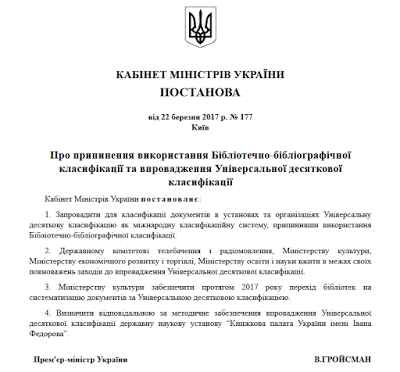 КАБІНЕТ МІНІСТРІВ УКРАЇНИ
ПОСТАНОВА
від 22 березня 2017 р. № 177
Київ
Про припинення використання Бібліотечно-бібліографічної
класифікації та впровадження Універсальної десяткової
класифікації
Кабінет Міністрів України постановляє:
1. Запровадити для класифікації документів в установах та організаціях Універсальну
десяткову класифікацію як міжнародну класифікаційну систему, припинивши використання
Бібліотечно-бібліографічної класифікації.
2. Державному комітетові телебачення і радіомовлення, Міністерству культури,
Міністерству економічного розвитку і торгівлі, Міністерству освіти і науки вжити в межах своїх
повноважень заходів до впровадження Універсальної десяткової класифікації.
3. Міністерству культури забезпечити протягом 2017 року перехід бібліотек на
систематизацію документів за Універсальною десятковою класифікацією.
4. Визначити відповідальною за методичне забезпечення впровадження Універсальної
десяткової класифікації державну наукову установу “Книжкова палата України імені Івана
Федорова”.
Прем'єр-міністр України В.ГРОЙСМАН